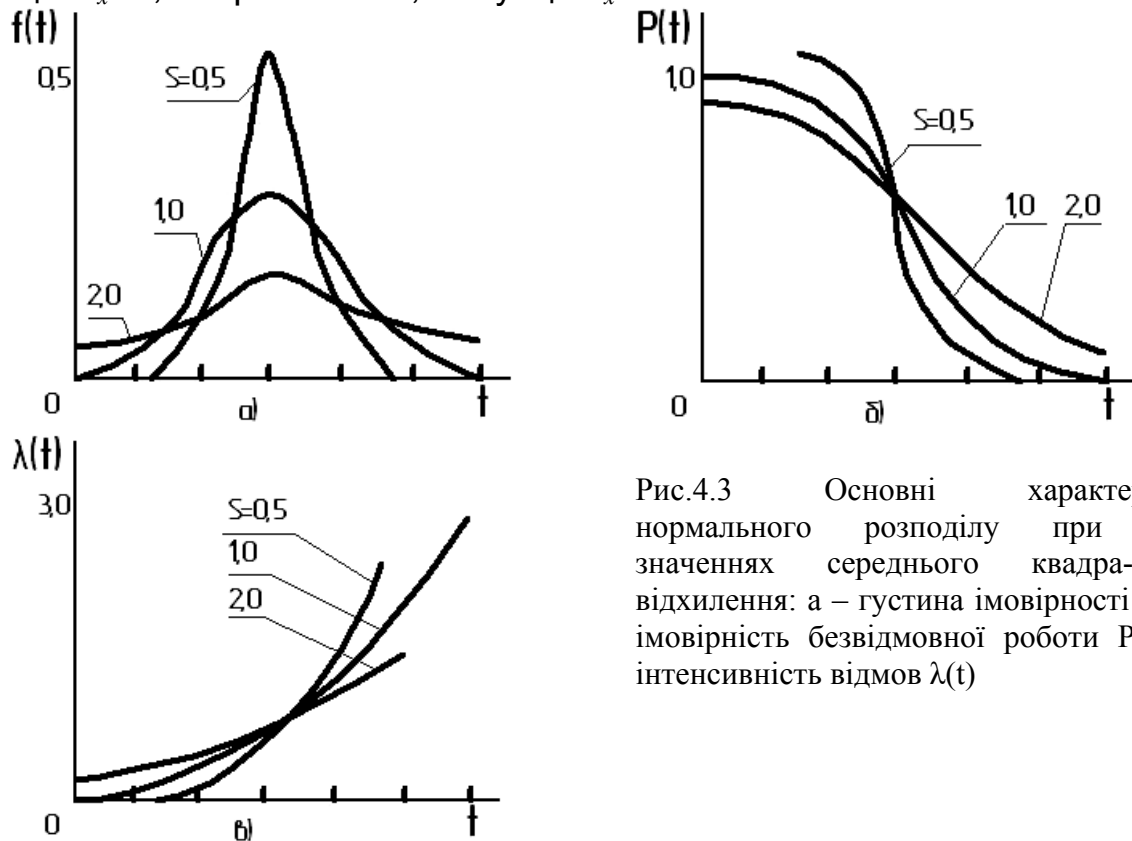 f(t)
0,5
S=0,5
1,0
2,0
0
а)
t
P(t)
1,0
S=0,5
1,0
2,0
0
б)
t
λ(t)
3,0
S=0,5
1,0
2,0
0
в)
t
Рис.4.3 Основні характе
нормального розподілу при
значеннях середнього квадра-
відхилення: а – густина імовірності
імовірність безвідмовної роботи Р
інтенсивність відмов λ(t)